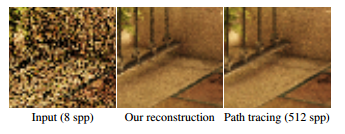 Input (8 spp) Our reconstruction Path tracing (512 spp)